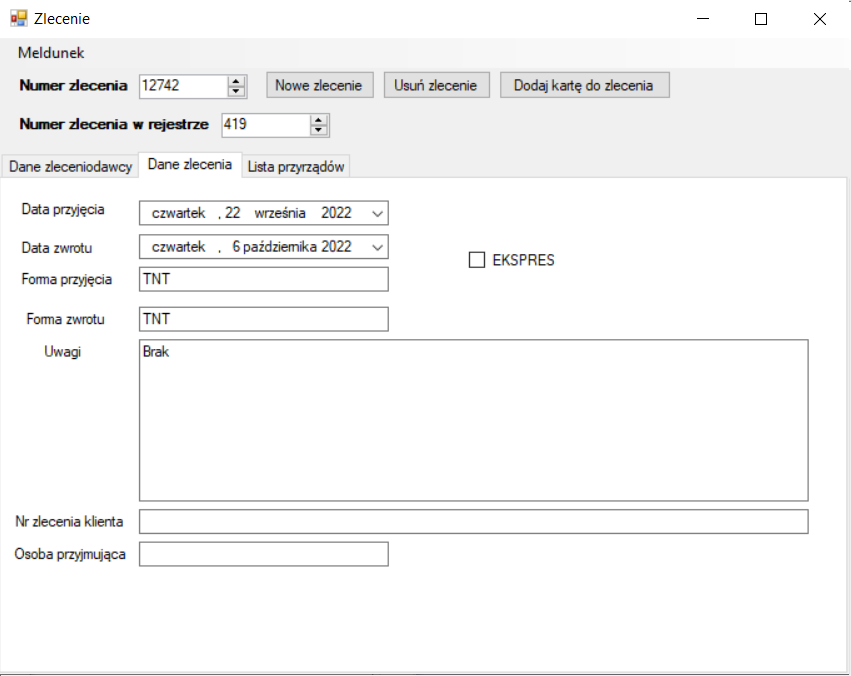 Zlecenie
Meldunek
Numer zlecenia 12742 Nowe zlecenie Usuń zlecenie Dodaj kartę do zlecenia
Numer zlecenia w rejestrze 419
Dane zleceniodawcy Dane zlecenia Lista przyrządów
Data przyjęcia czwartek , 22 września 2022
Data zwrotu czwartek , 6 października 2022
EKSPRES
Forma przyjęcia TNT
Forma zwrotu TNT
Uwagi Brak
Nr zlecenia klienta
Osoba przyjmująca